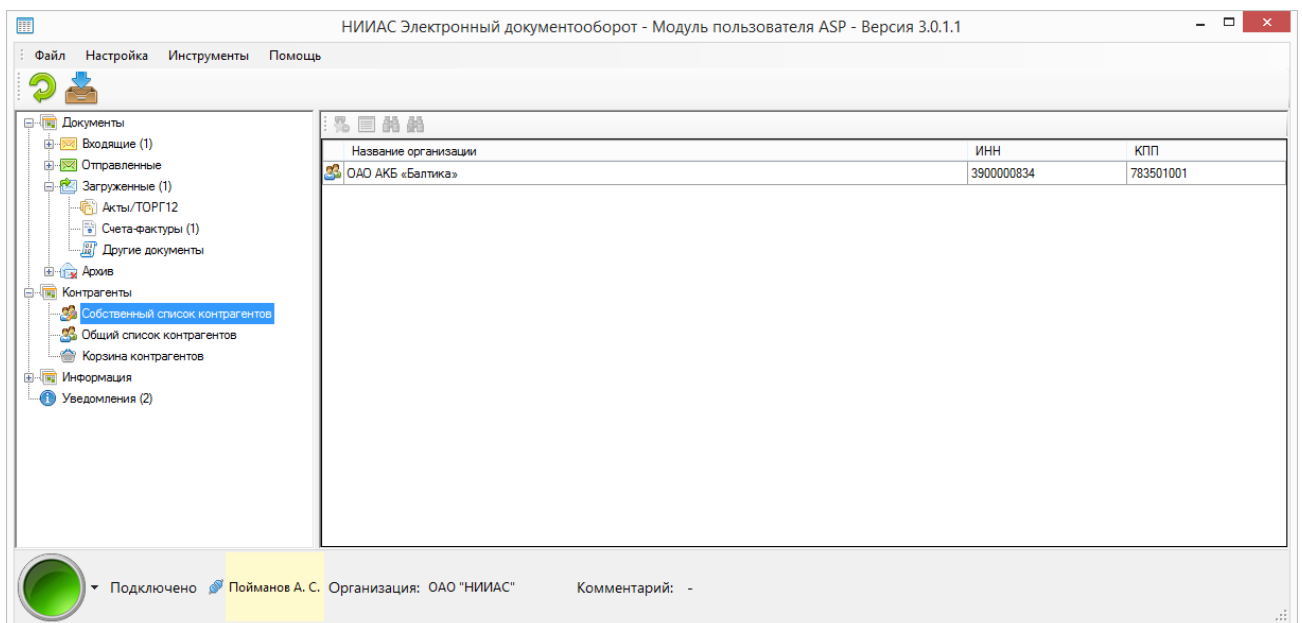 НИИАС Электронный документооборот - Модуль пользователя ASP - Версия 3.0.1.1
Файл Настройка Инструменты Помощь
Документы
Входящие (1)
Отправленные
Загруженные (1)
Акты/ТОРГ12
Счета-фактуры (1)
Другие документы
Архив
Контрагенты
Собственный список контрагентов
Общий список контрагентов
Корзина контрагентов
Информация
Уведомления (2)
Название организации ИНН КПП
ОАО АКБ «Балтика» 3900000834 783501001
Подключено Пойманов А. С. Организация: ОАО "НИИАС" Комментарий: -